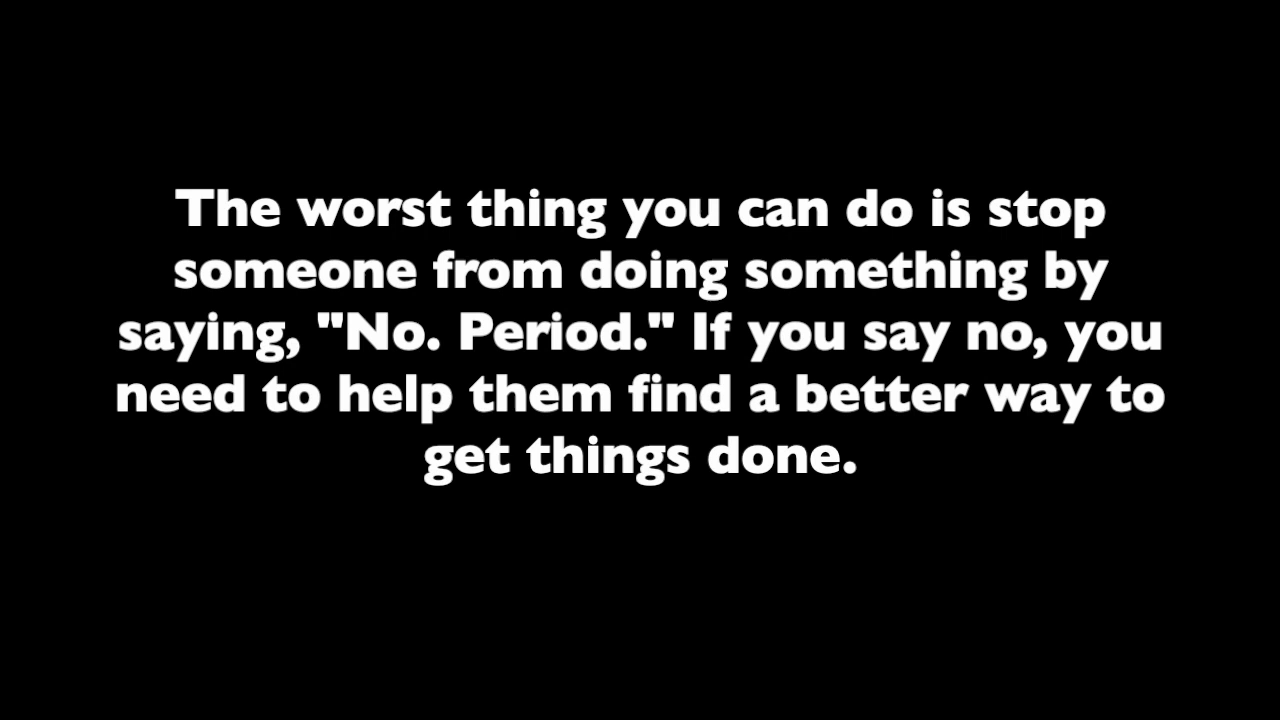 The worst thing you can do is stop
someone from doing something by
saying, "No. Period." If you say no, you
need to help them find a better way to
get things done.